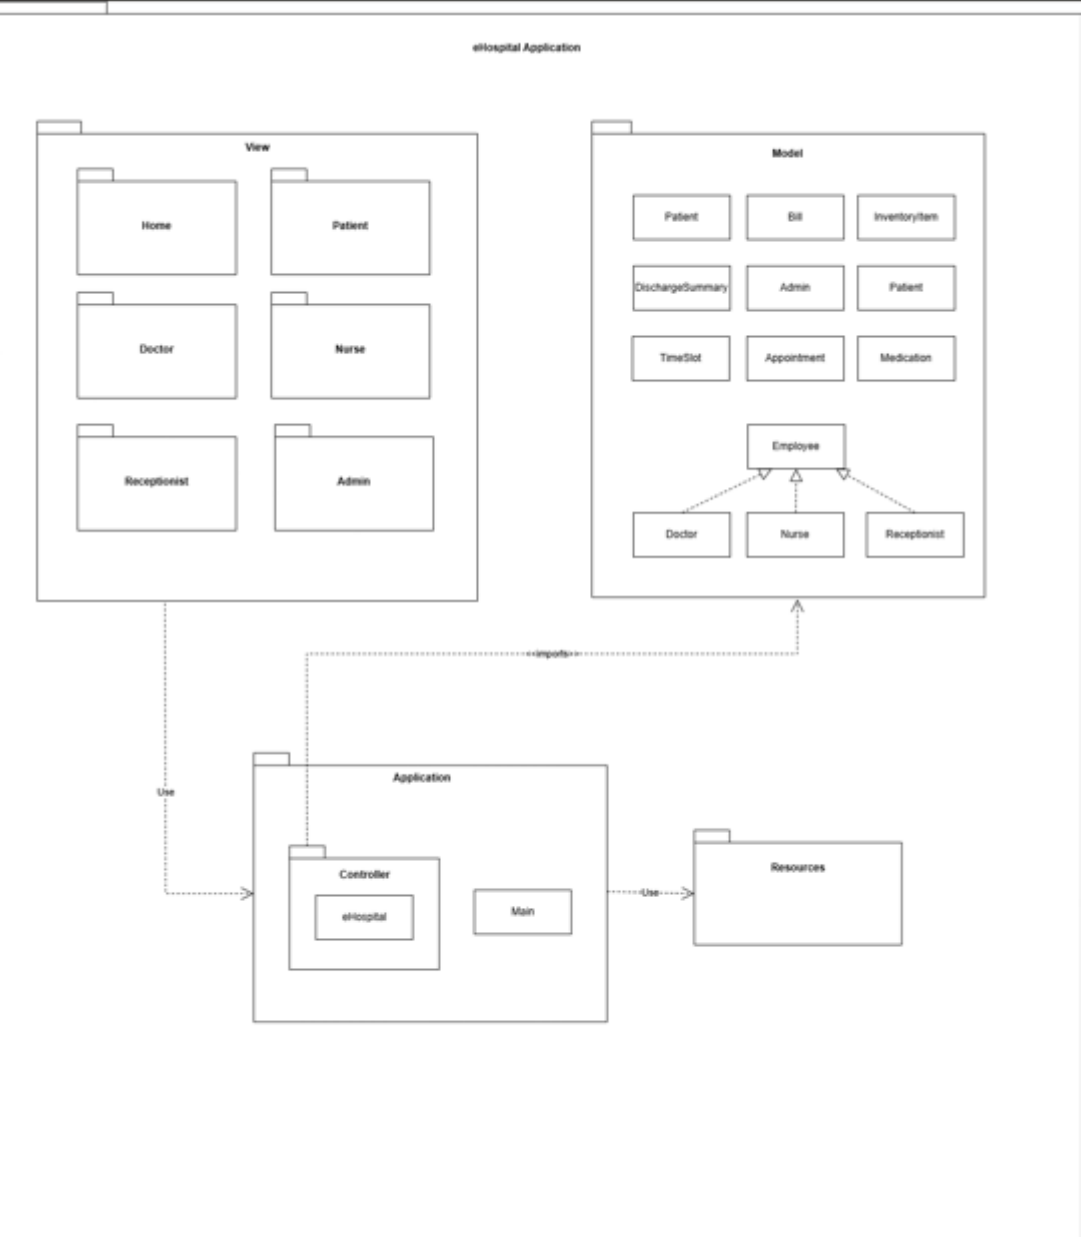 eHospital Application
View
Home
Patient
Doctor
Nurse
Receptionist
Admin
Model
Patient
Bill
InventoryItem
DischargeSummary
Admin
Patient
TimeSlot
Appointment
Medication
Employee
Doctor
Nurse
Receptionist
<<imports>>
Use
Application
Controller
eHospital
Main
Use
Resources